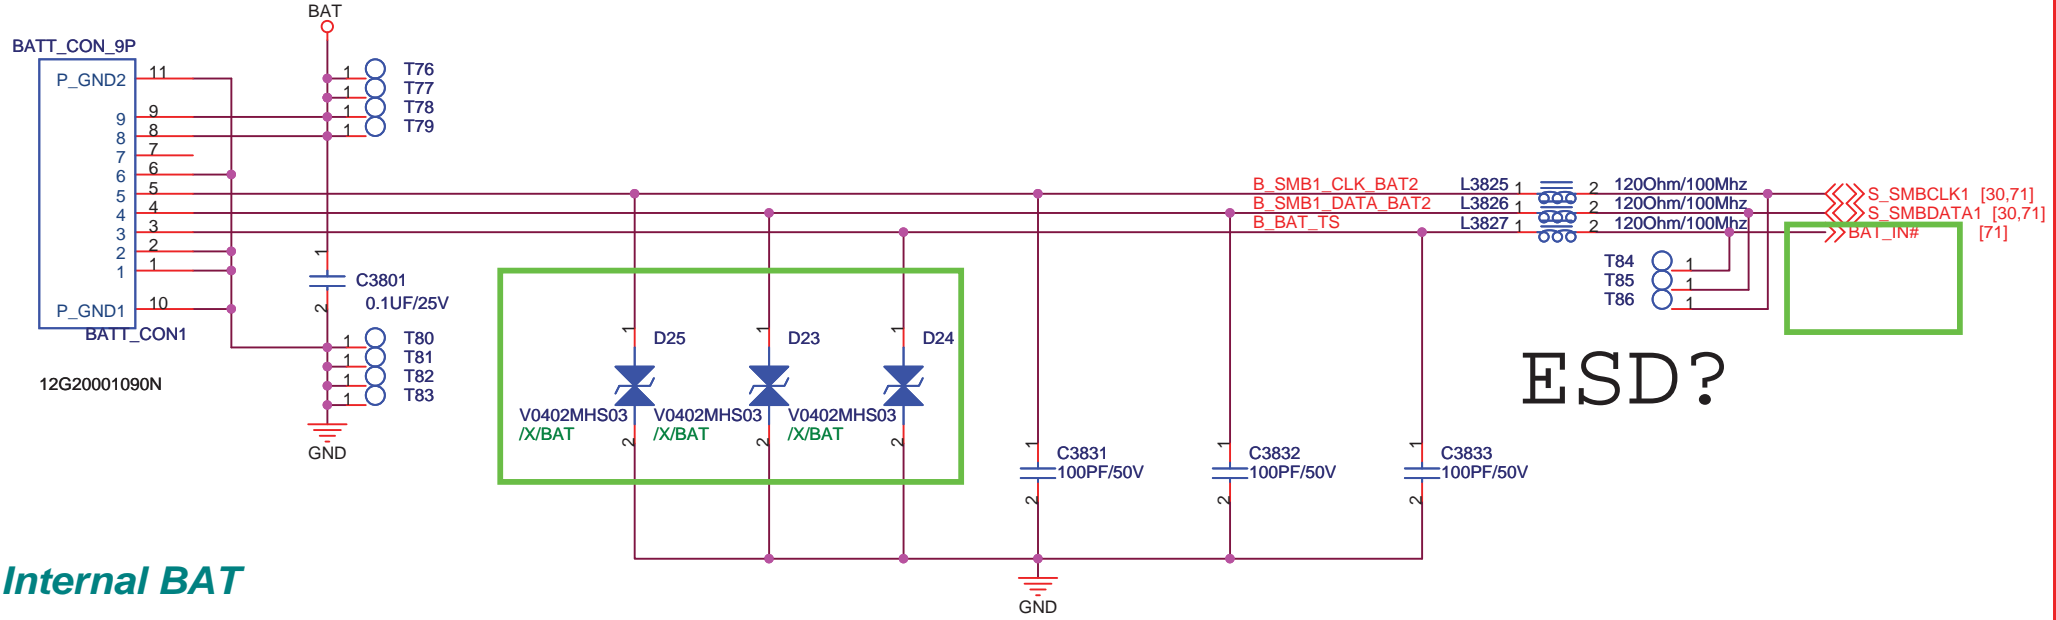 BAT
BATT_CON_9P
P_GND2 11
9 9
8 8
7 7
6 6
5 5
4 4
3 3
2 2
1 1
P_GND1 10
BATT_CON1
12G20001090N
1 T76
1 T77
1 T78
1 T79
1
C3801
0.1UF/25V
2
1 T80
1 T81
1 T82
1 T83
GND
1 D25
V0402MHS03
/X/BAT
2
1 D23
V0402MHS03
/X/BAT
2
1 D24
V0402MHS03
/X/BAT
2
B_SMB1_CLK_BAT2 L3825 1 2 120Ohm/100Mhz S_SMBCLK1 [30,71]
B_SMB1_DATA_BAT2 L3826 1 2 120Ohm/100Mhz S_SMBDATA1 [30,71]
B_BAT_TS L3827 1 2 120Ohm/100Mhz BAT_IN# [71]
T84 1
T85 1
T86 1
ESD?
1 C3831
100PF/50V
2
1 C3832
100PF/50V
2
1 C3833
100PF/50V
2
GND
Internal BAT